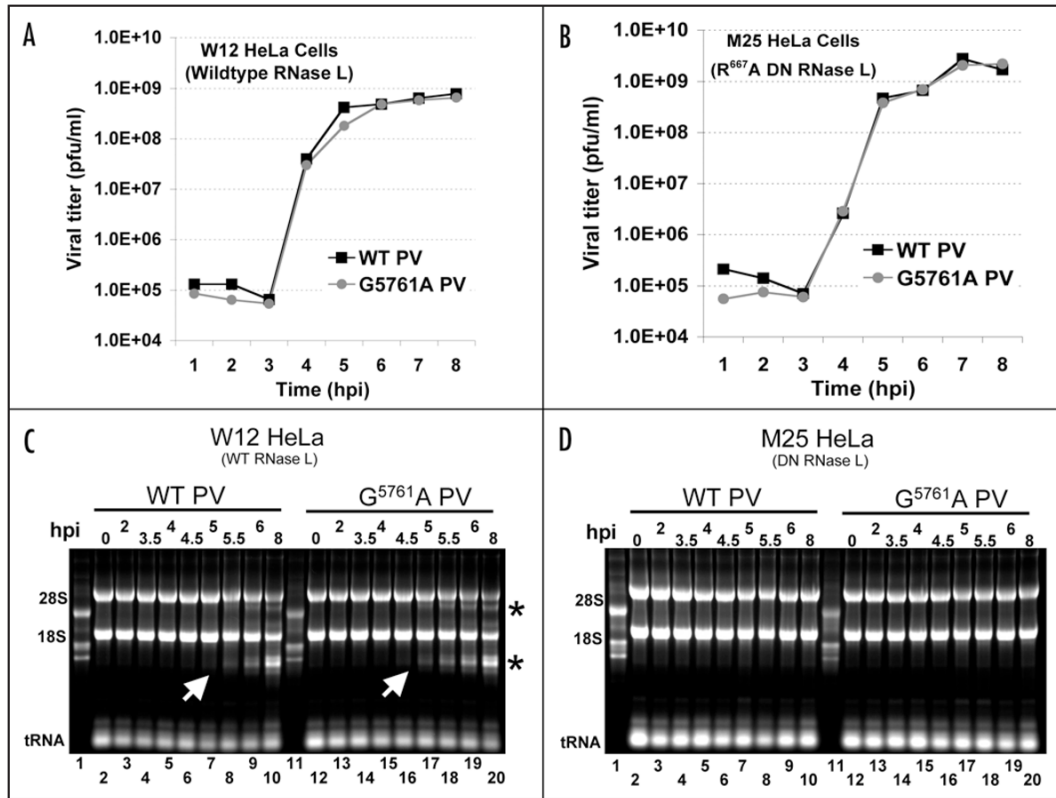 A
W12 HeLa Cells
(Wildtype RNase L)
Viral titer (pfu/ml)
1.0E+10
1.0E+09
1.0E+08
1.0E+07
1.0E+06
1.0E+05
1.0E+04
WT PV
G5761A PV
1 2 3 4 5 6 7 8
Time (hpi)
B
M25 HeLa Cells
(R⁶⁶⁷A DN RNase L)
Viral titer (pfu/ml)
1.0E+10
1.0E+09
1.0E+08
1.0E+07
1.0E+06
1.0E+05
1.0E+04
WT PV
G5761A PV
1 2 3 4 5 6 7 8
Time (hpi)
C
W12 HeLa
(WT RNase L)
WT PV G⁵⁷⁶¹A PV
hpi 2 4 5 6 2 4 5 6
0 3.5 4.5 5.5 8 0 3.5 4.5 5.5 8
28S
*
18S
*
tRNA
1 3 5 7 9 11 13 15 17 19
2 4 6 8 10 12 14 16 18 20
D
M25 HeLa
(DN RNase L)
WT PV G⁵⁷⁶¹A PV
hpi 2 4 5 6 2 4 5 6
0 3.5 4.5 5.5 8 0 3.5 4.5 5.5 8
28S
18S
tRNA
1 3 5 7 9 11 13 15 17 19
2 4 6 8 10 12 14 16 18 20